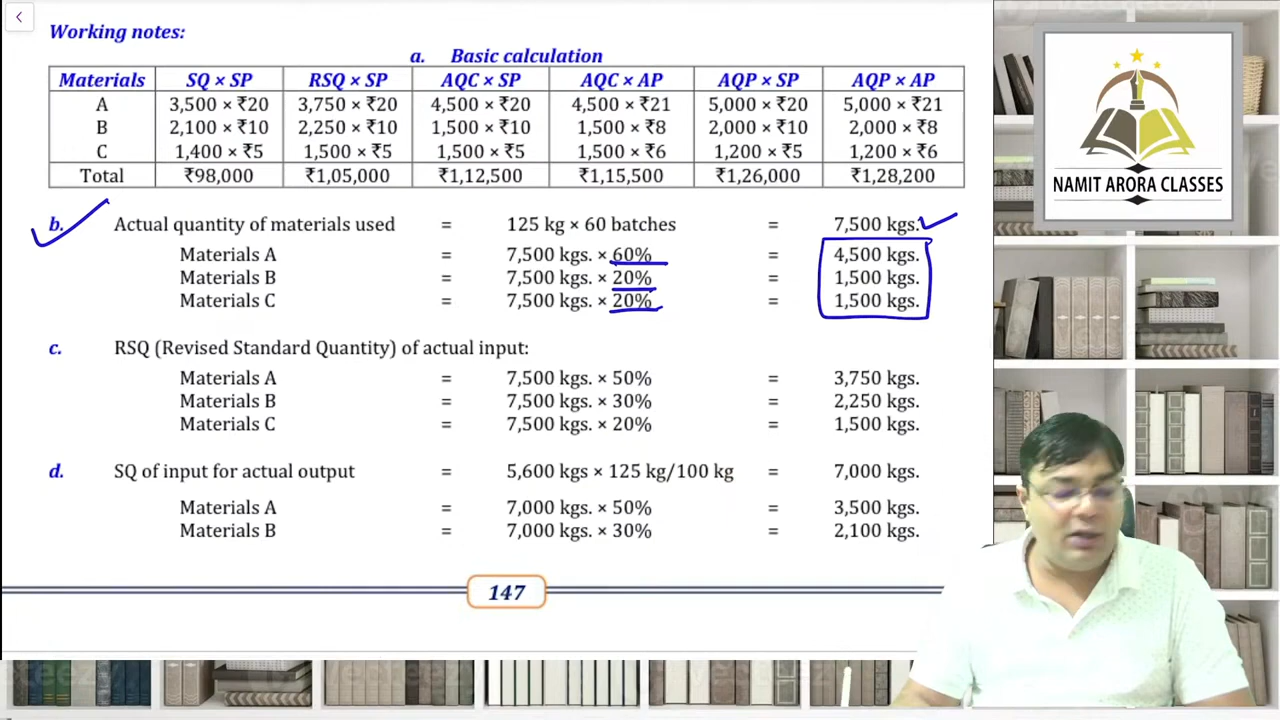 Working notes:
a. Basic calculation
Materials SQ × SP RSQ × SP AQC × SP AQC × AP AQP × SP AQP × AP
A 3,500 × ₹20 3,750 × ₹20 4,500 × ₹20 4,500 × ₹21 5,000 × ₹20 5,000 × ₹21
B 2,100 × ₹10 2,250 × ₹10 1,500 × ₹10 1,500 × ₹8 2,000 × ₹10 2,000 × ₹8
C 1,400 × ₹5 1,500 × ₹5 1,500 × ₹5 1,500 × ₹6 1,200 × ₹5 1,200 × ₹6
Total ₹98,000 ₹1,05,000 ₹1,12,500 ₹1,15,500 ₹1,26,000 ₹1,28,200
b. Actual quantity of materials used = 125 kg × 60 batches = 7,500 kgs.
Materials A = 7,500 kgs. × 60% = 4,500 kgs.
Materials B = 7,500 kgs. × 20% = 1,500 kgs.
Materials C = 7,500 kgs. × 20% = 1,500 kgs.
c. RSQ (Revised Standard Quantity) of actual input:
Materials A = 7,500 kgs. × 50% = 3,750 kgs.
Materials B = 7,500 kgs. × 30% = 2,250 kgs.
Materials C = 7,500 kgs. × 20% = 1,500 kgs.
d. SQ of input for actual output = 5,600 kgs × 125 kg/100 kg = 7,000 kgs.
Materials A = 7,000 kgs. × 50% = 3,500 kgs.
Materials B = 7,000 kgs. × 30% = 2,100 kgs.
147
NAMIT ARORA CLASSES